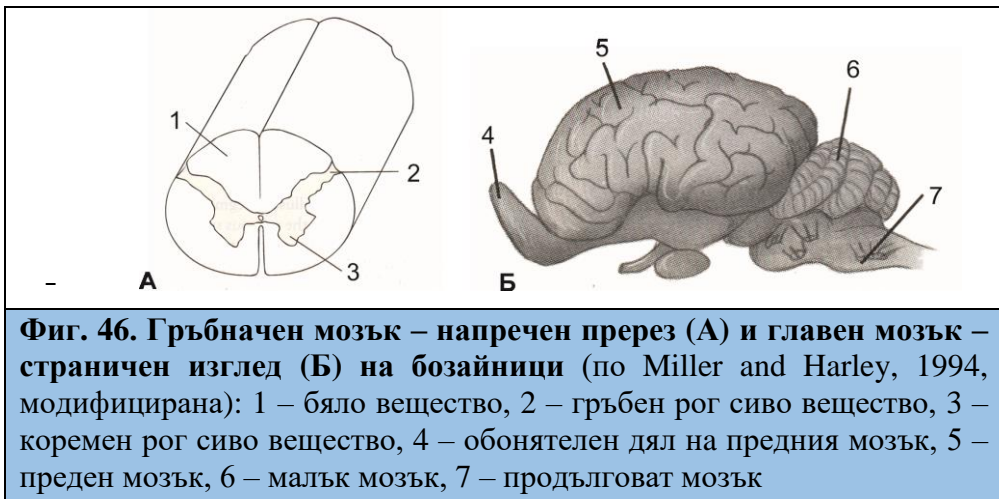 1
2
3
А
4
5
6
7
Б
–
Фиг. 46. Гръбначен мозък – напречен пререз (А) и главен мозък –
страничен изглед (Б) на бозайници (по Miller and Harley, 1994,
модифицирана): 1 – бяло вещество, 2 – гръбен рог сиво вещество, 3 –
коремен рог сиво вещество, 4 – обонятелен дял на предния мозък, 5 –
преден мозък, 6 – малък мозък, 7 – продълговат мозък